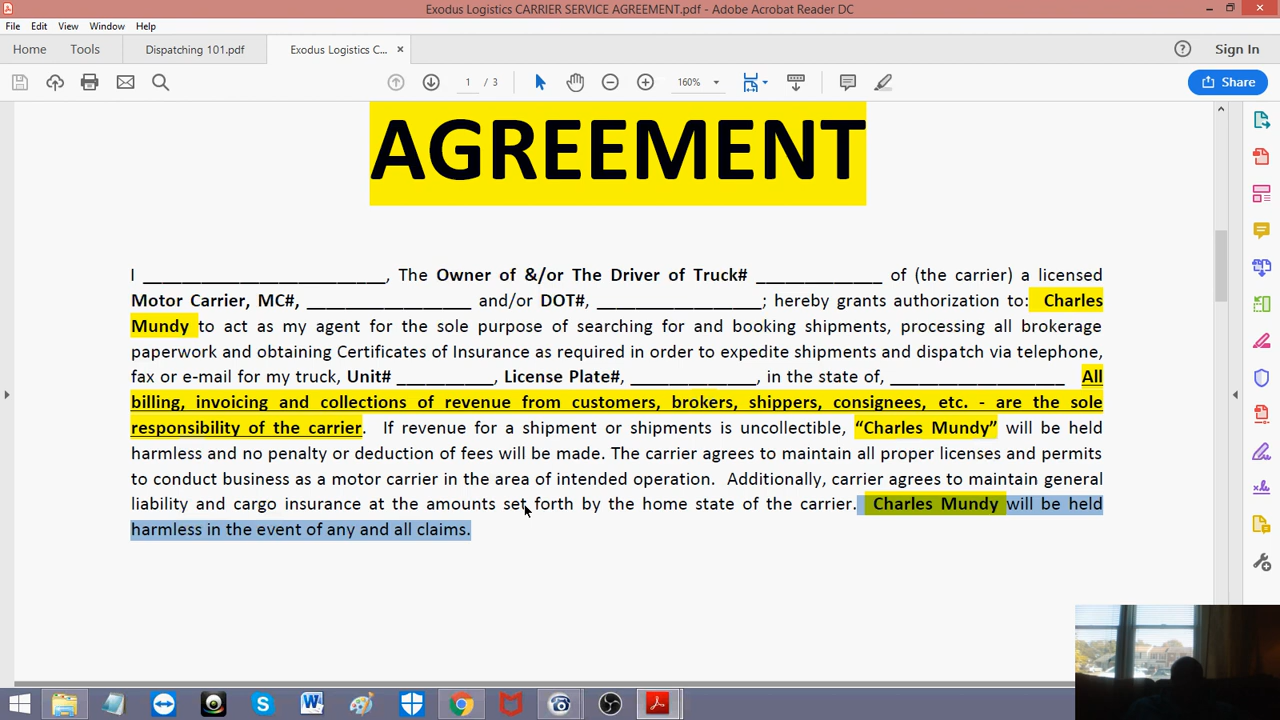 Exodus Logistics CARRIER SERVICE AGREEMENT.pdf - Adobe Acrobat Reader DC
File Edit View Window Help
Home Tools Dispatching 101.pdf Exodus Logistics C... × Sign In
1 / 3 160% Share
AGREEMENT
I _________________________, The Owner of &/or The Driver of Truck# _____________ of (the carrier) a licensed
Motor Carrier, MC#, _________________ and/or DOT#, _________________; hereby grants authorization to: Charles
Mundy to act as my agent for the sole purpose of searching for and booking shipments, processing all brokerage
paperwork and obtaining Certificates of Insurance as required in order to expedite shipments and dispatch via telephone,
fax or e-mail for my truck, Unit# __________, License Plate#, _____________, in the state of, __________________ All
billing, invoicing and collections of revenue from customers, brokers, shippers, consignees, etc. - are the sole
responsibility of the carrier. If revenue for a shipment or shipments is uncollectible, “Charles Mundy” will be held
harmless and no penalty or deduction of fees will be made. The carrier agrees to maintain all proper licenses and permits
to conduct business as a motor carrier in the area of intended operation. Additionally, carrier agrees to maintain general
liability and cargo insurance at the amounts set forth by the home state of the carrier. Charles Mundy will be held
harmless in the event of any and all claims.